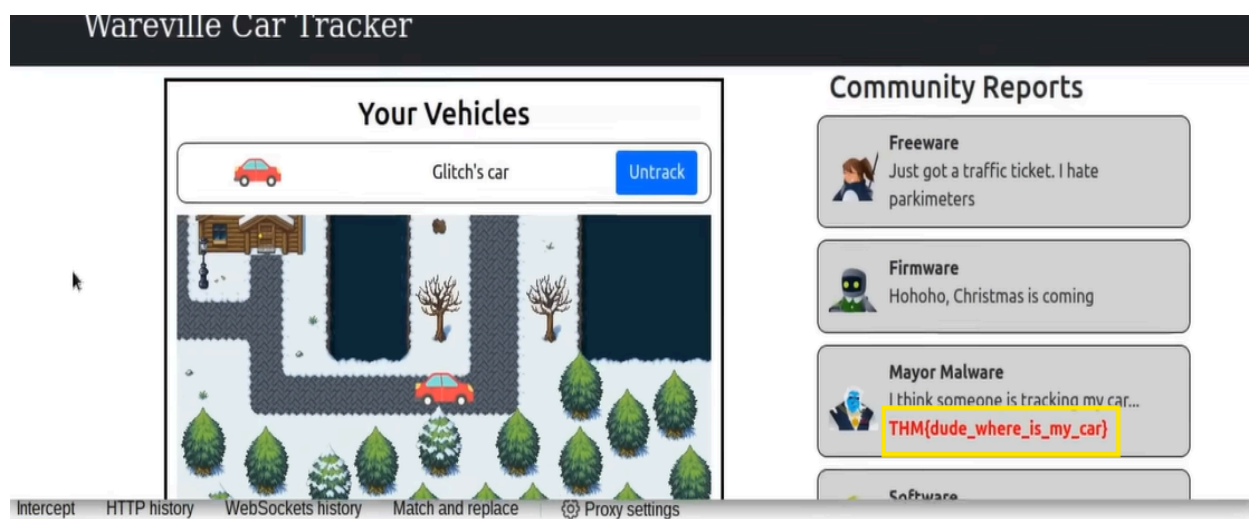 Wareville Car Tracker
Your Vehicles
Glitch's car
Untrack
Community Reports
Freeware
Just got a traffic ticket. I hate
parkimeters
Firmware
Hohoho, Christmas is coming
Mayor Malware
I think someone is tracking my car...
THM{dude_where_is_my_car}
Software
Intercept
HTTP history
WebSockets history
Match and replace
Proxy settings